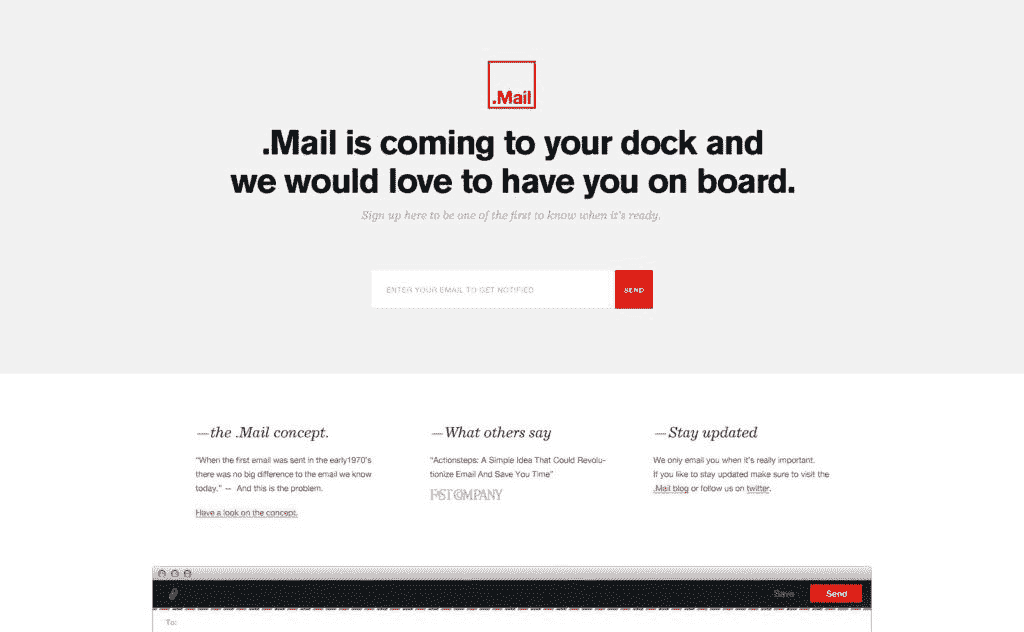 .Mail
.Mail is coming to your dock and
we would love to have you on board.
Sign up here to be one of the first to know when it's ready.
ENTER YOUR EMAIL TO GET NOTIFIED
SEND
—the .Mail concept.
"When the first email was sent in the early1970's
there was no big difference to the email we know
today." -- And this is the problem.
Have a look on the concept.
—What others say
"Actionsteps: A Simple Idea That Could Revolu-
tionize Email And Save You Time"
FAST COMPANY
—Stay updated
We only email you when it's really important.
If you like to stay updated make sure to visit the
.Mail blog or follow us on twitter.
Save
Send
To: